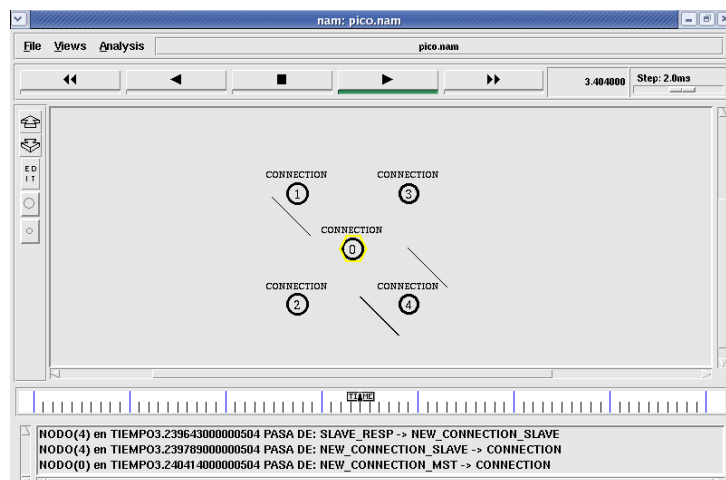 nam: pico.nam
File Views Analysis pico.nam
3.404000 Step: 2.0ms
ED
IT
CONNECTION CONNECTION
1 3
CONNECTION
0
CONNECTION CONNECTION
2 4
TIME
NODO(4) en TIEMPO3.239643000000504 PASA DE: SLAVE_RESP -> NEW_CONNECTION_SLAVE
NODO(4) en TIEMPO3.239789000000504 PASA DE: NEW_CONNECTION_SLAVE -> CONNECTION
NODO(0) en TIEMPO3.240414000000504 PASA DE: NEW_CONNECTION_MST -> CONNECTION